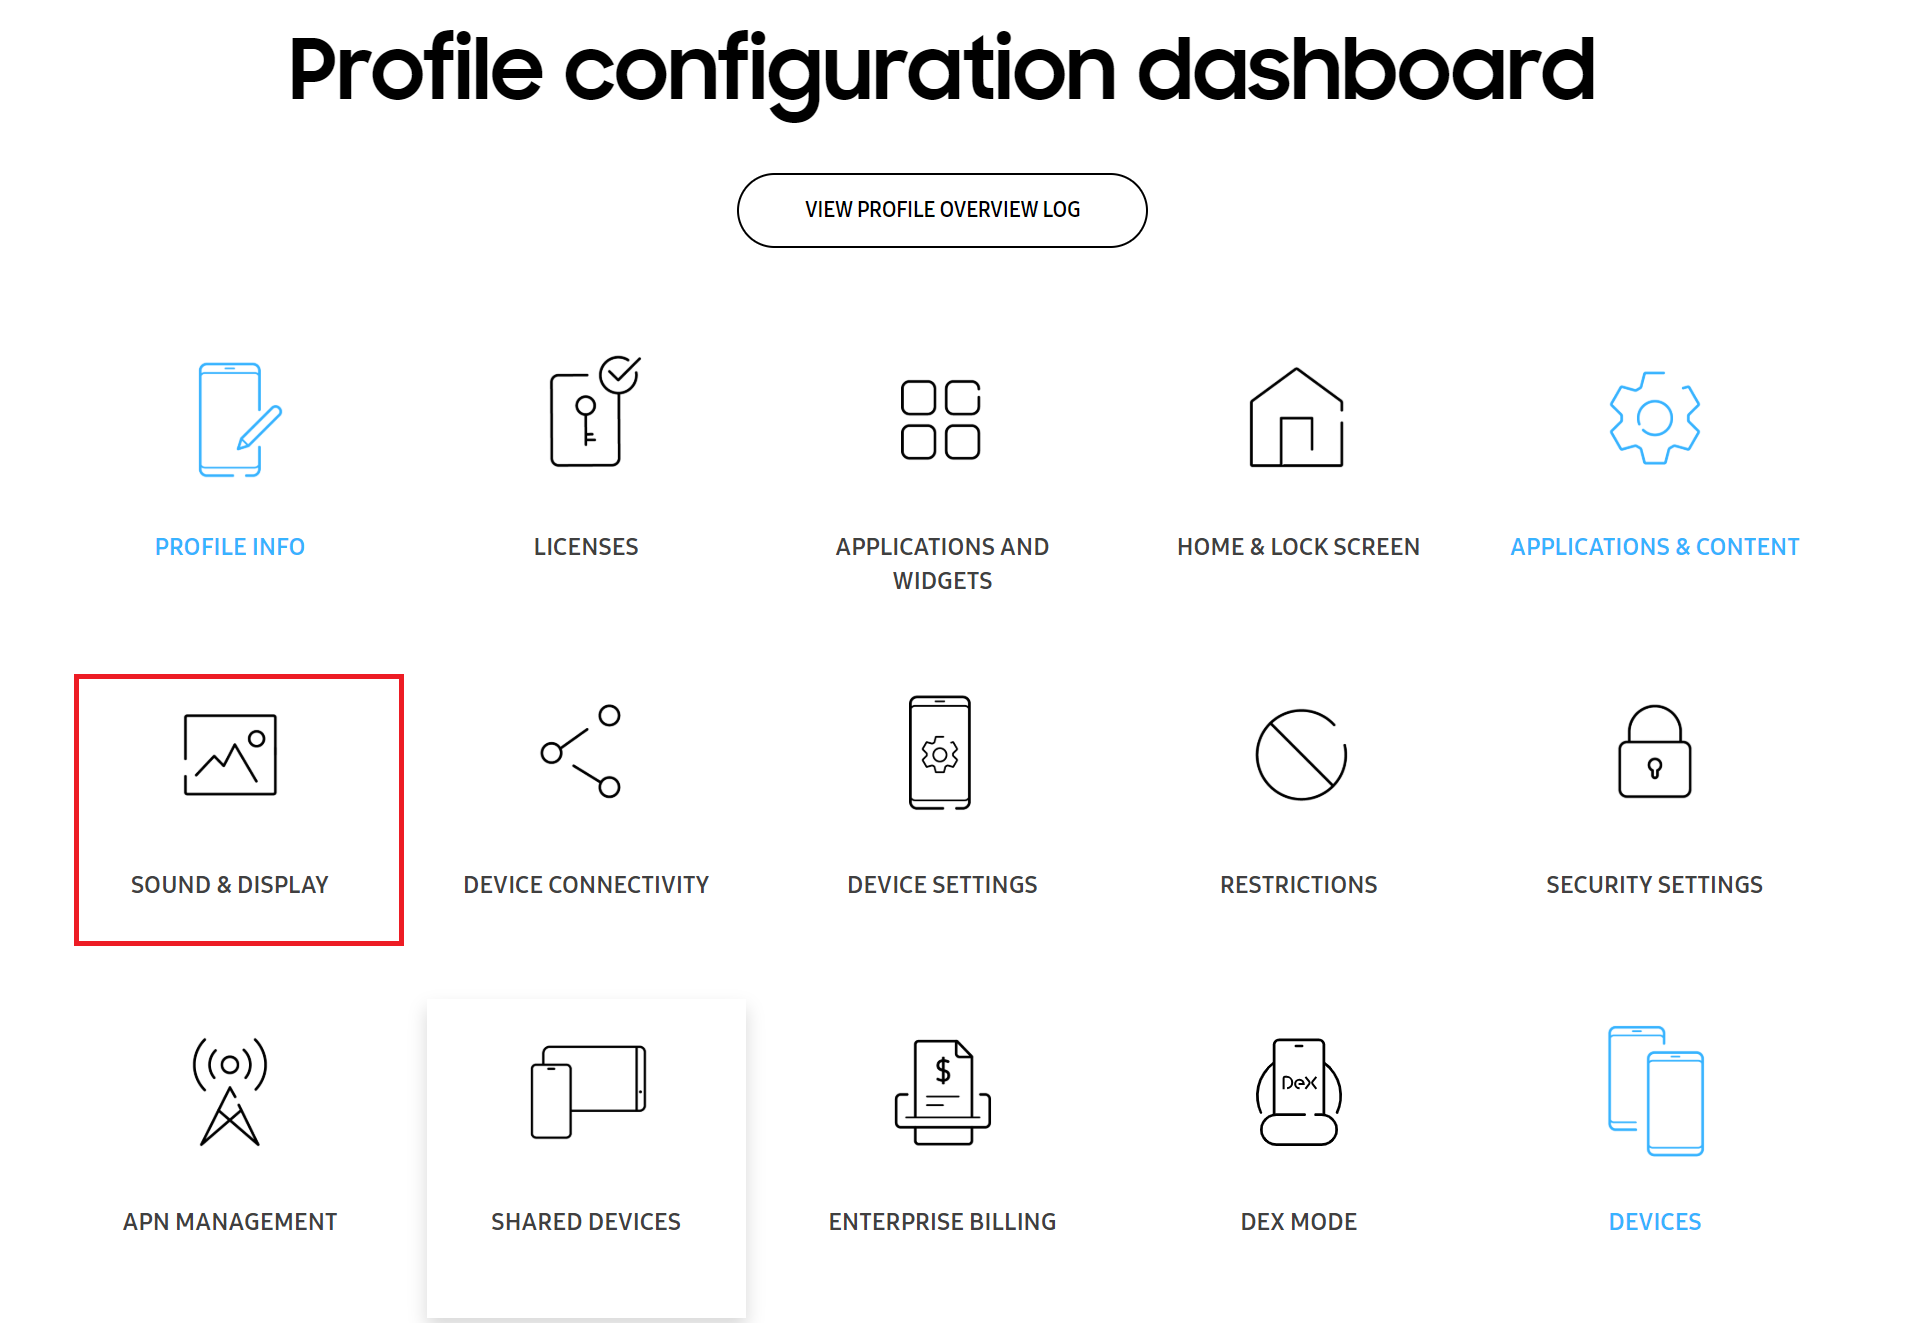 Profile configuration dashboard
VIEW PROFILE OVERVIEW LOG
PROFILE INFO
LICENSES
APPLICATIONS AND
WIDGETS
HOME & LOCK SCREEN
APPLICATIONS & CONTENT
SOUND & DISPLAY
DEVICE CONNECTIVITY
DEVICE SETTINGS
RESTRICTIONS
SECURITY SETTINGS
$
DeX
APN MANAGEMENT
SHARED DEVICES
ENTERPRISE BILLING
DEX MODE
DEVICES